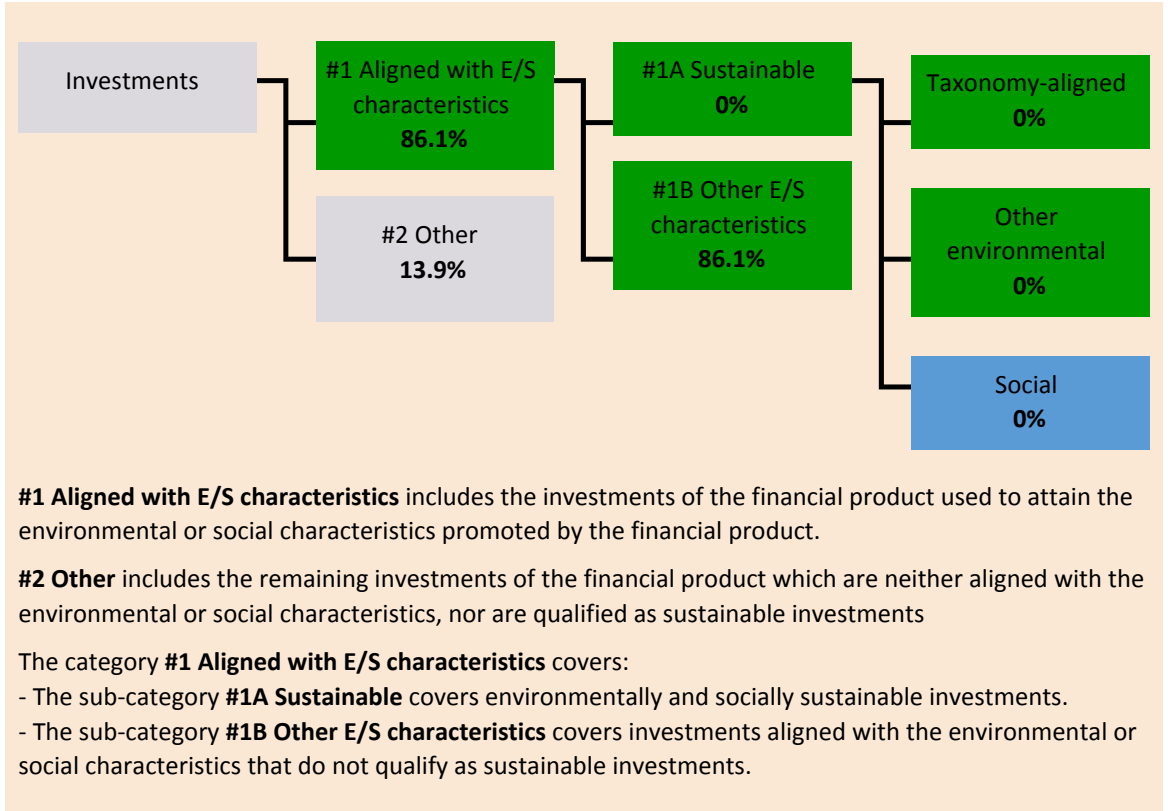 Investments
#1 Aligned with E/S
characteristics
86.1%
#2 Other
13.9%
#1A Sustainable
0%
#1B Other E/S
characteristics
86.1%
Taxonomy-aligned
0%
Other
environmental
0%
Social
0%
#1 Aligned with E/S characteristics includes the investments of the financial product used to attain the
environmental or social characteristics promoted by the financial product.
#2 Other includes the remaining investments of the financial product which are neither aligned with the
environmental or social characteristics, nor are qualified as sustainable investments
The category #1 Aligned with E/S characteristics covers:
- The sub-category #1A Sustainable covers environmentally and socially sustainable investments.
- The sub-category #1B Other E/S characteristics covers investments aligned with the environmental or
social characteristics that do not qualify as sustainable investments.